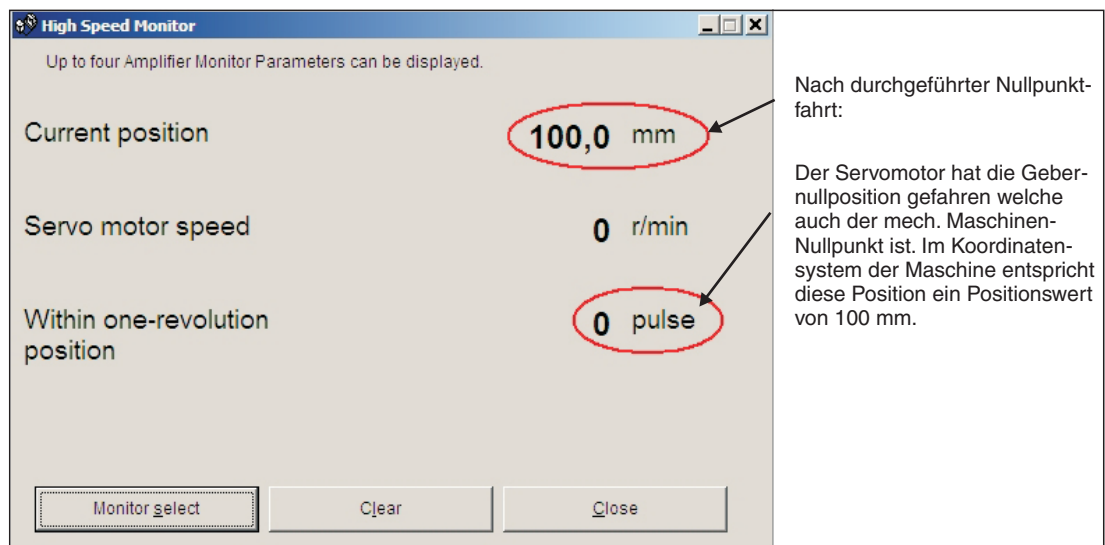 High Speed Monitor
Up to four Amplifier Monitor Parameters can be displayed.
Current position
100,0 mm
Servo motor speed
0 r/min
Within one-revolution
position
0 pulse
Monitor select
Clear
Close
Nach durchgeführter Nullpunkt-
fahrt:
Der Servomotor hat die Geber-
nullposition gefahren welche
auch der mech. Maschinen-
Nullpunkt ist. Im Koordinaten-
system der Maschine entspricht
diese Position ein Positionswert
von 100 mm.